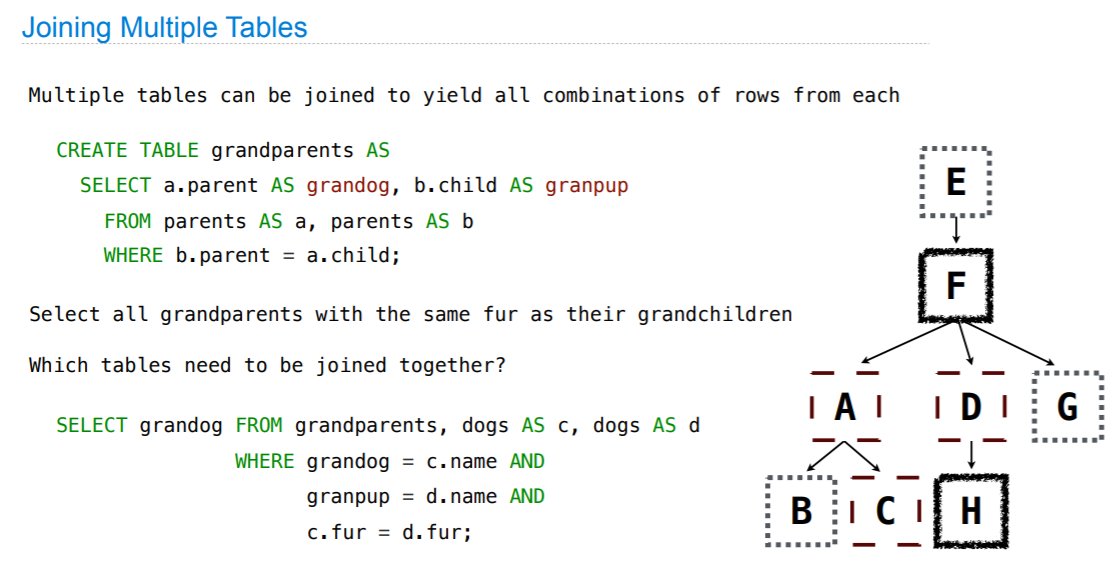 Joining Multiple Tables
Multiple tables can be joined to yield all combinations of rows from each
CREATE TABLE grandparents AS
SELECT a.parent AS grandog, b.child AS granpup
FROM parents AS a, parents AS b
WHERE b.parent = a.child;
Select all grandparents with the same fur as their grandchildren
Which tables need to be joined together?
SELECT grandog FROM grandparents, dogs AS c, dogs AS d
WHERE grandog = c.name AND
granpup = d.name AND
c.fur = d.fur;
E
F
A D G
B C H